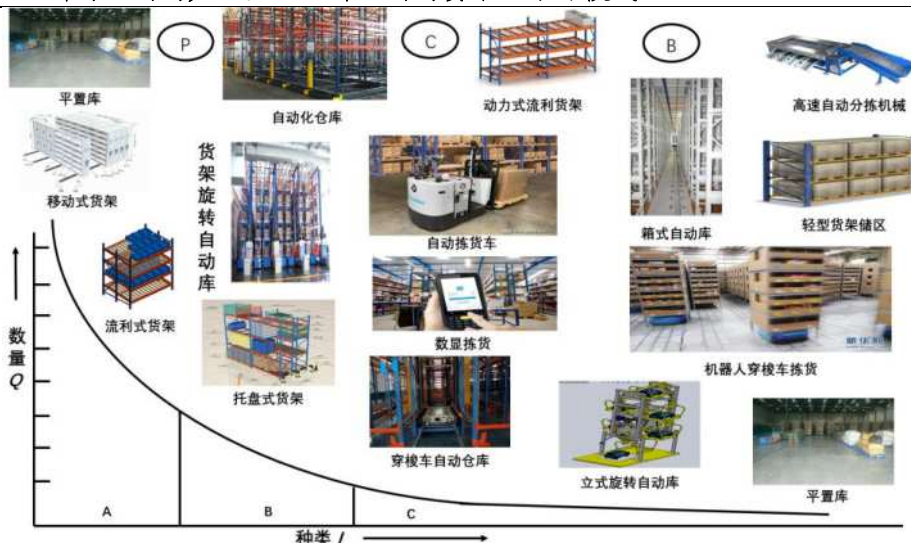 P
C
B
平置库
自动化仓库
动力式流利货架
高速自动分拣机械
移动式货架
货架旋转自动库
自动拣货车
箱式自动库
轻型货架储区
流利式货架
数显拣货
机器人穿梭车拣货
托盘式货架
穿梭车自动仓库
立式旋转自动库
平置库
数量Q
A
B
C
种类 I